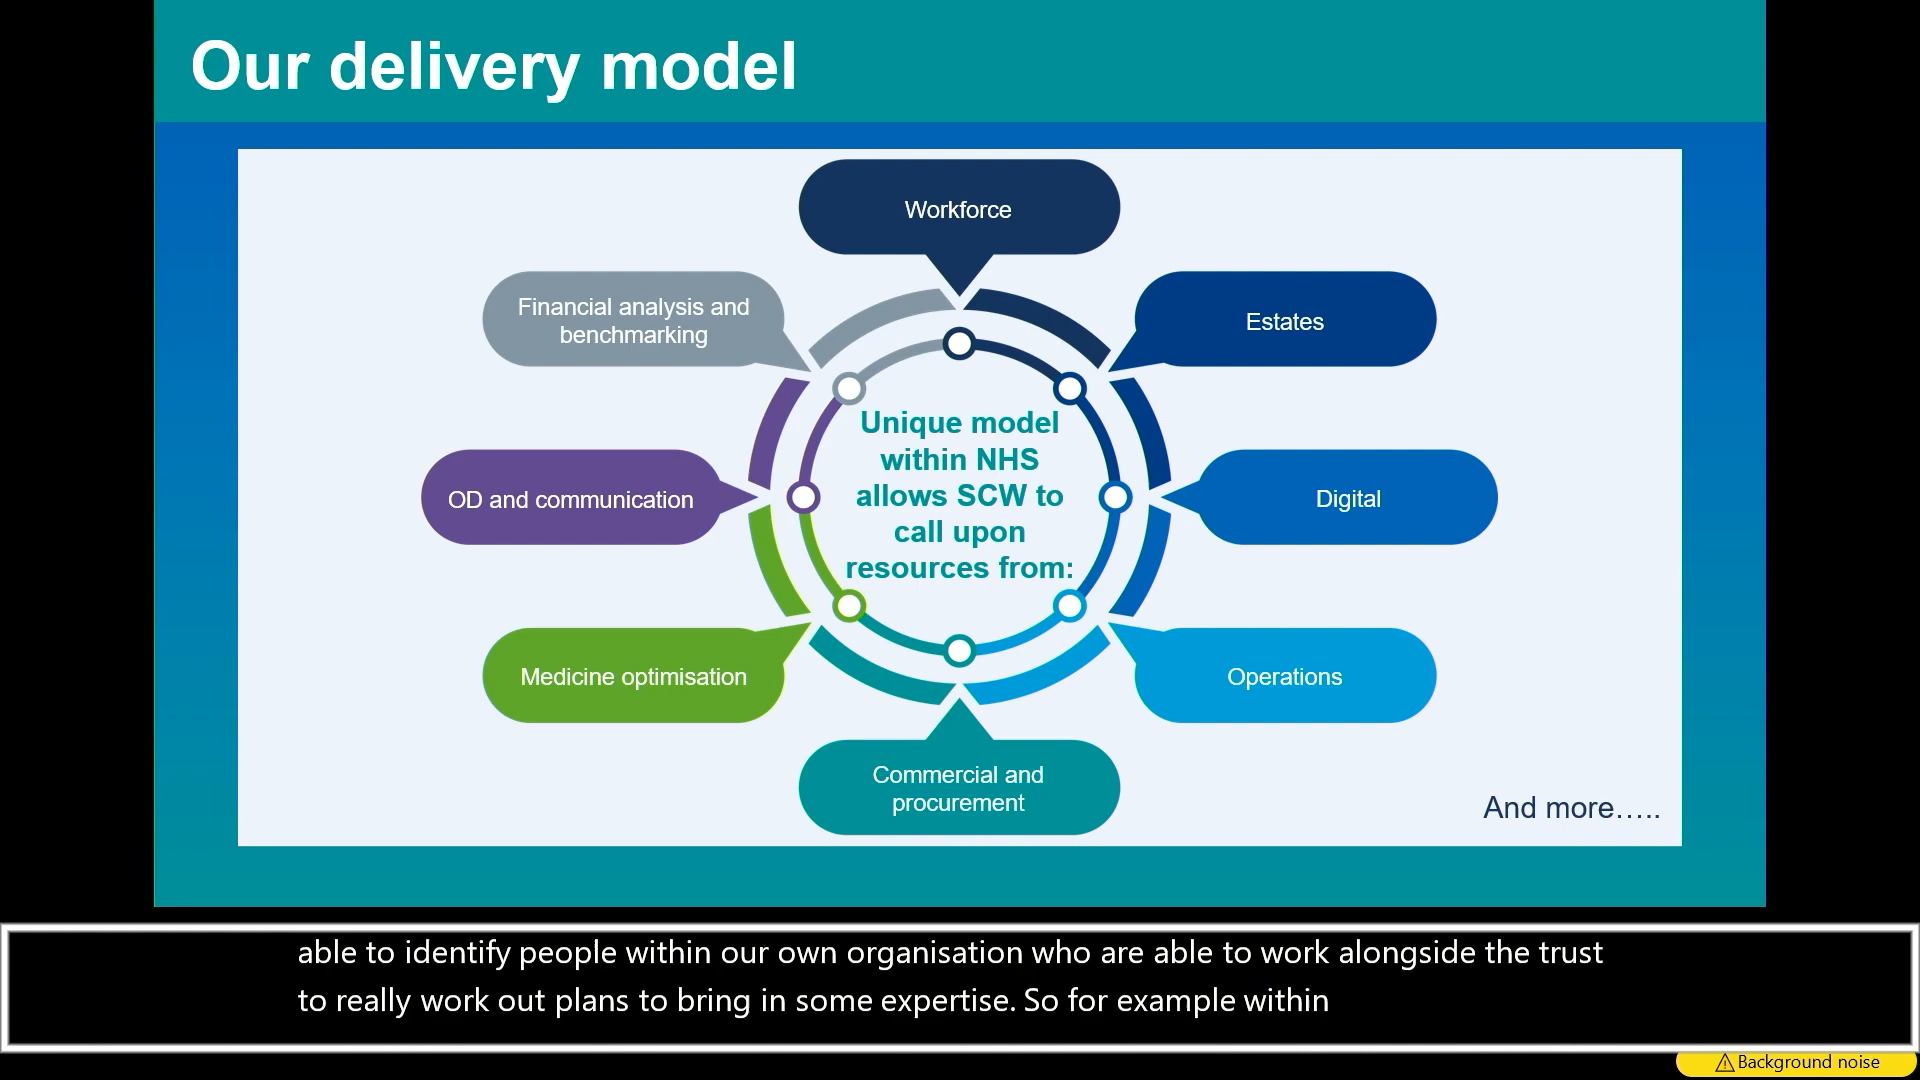 Our delivery model
Workforce
Financial analysis and
benchmarking
Estates
Unique model
within NHS
allows SCW to
call upon
resources from:
OD and communication
Digital
Medicine optimisation
Operations
Commercial and
procurement
And more…..
able to identify people within our own organisation who are able to work alongside the trust
to really work out plans to bring in some expertise. So for example within
Background noise